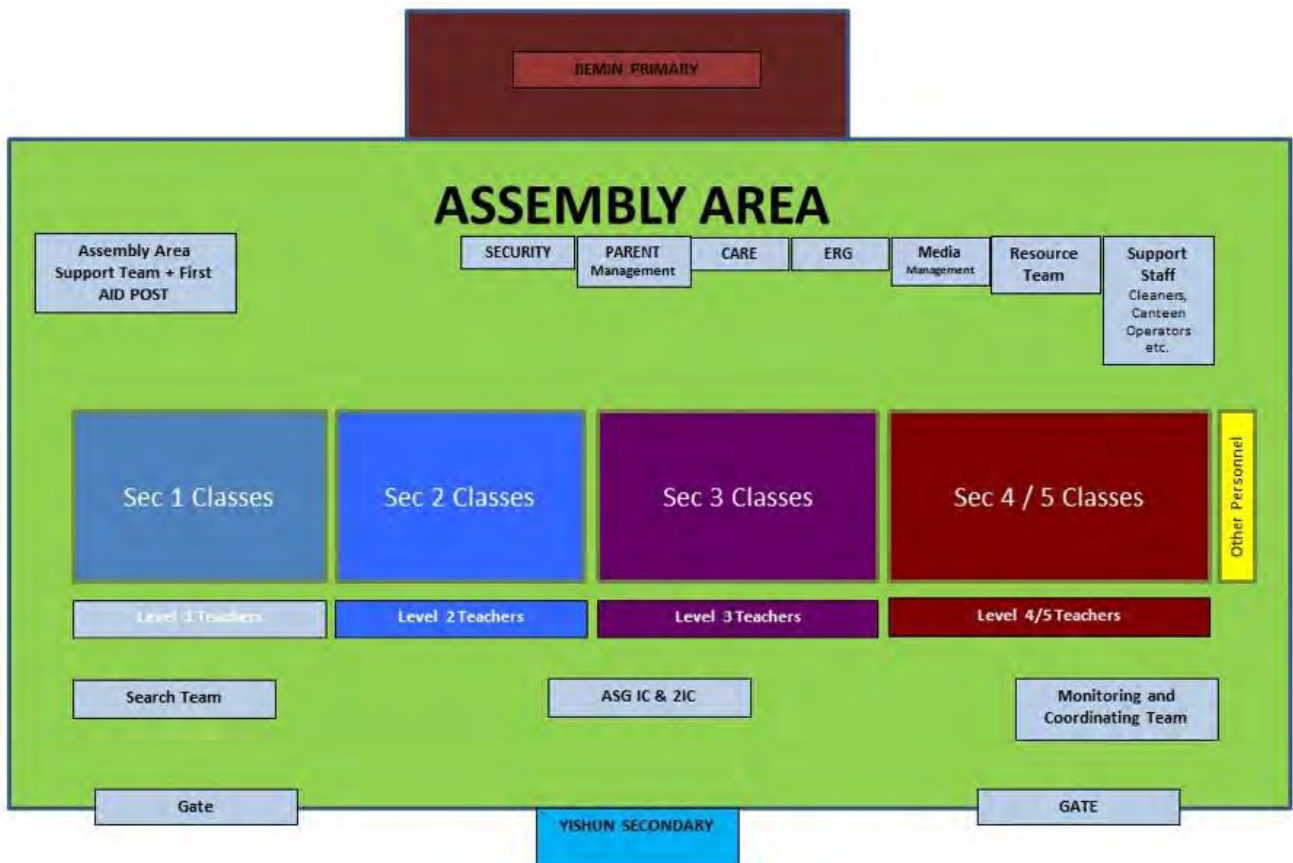 JIEMIN PRIMARY
ASSEMBLY AREA
Assembly Area
Support Team + First
AID POST
SECURITY
PARENT
Management
CARE
ERG
Media
Management
Resource
Team
Support
Staff
Cleaners,
Canteen
Operators
etc.
Sec 1 Classes
Sec 2 Classes
Sec 3 Classes
Sec 4 / 5 Classes
Other Personnel
Level 1 Teachers
Level 2 Teachers
Level 3 Teachers
Level 4/5 Teachers
Search Team
ASG IC & 2IC
Monitoring and
Coordinating Team
Gate
GATE
YISHUN SECONDARY